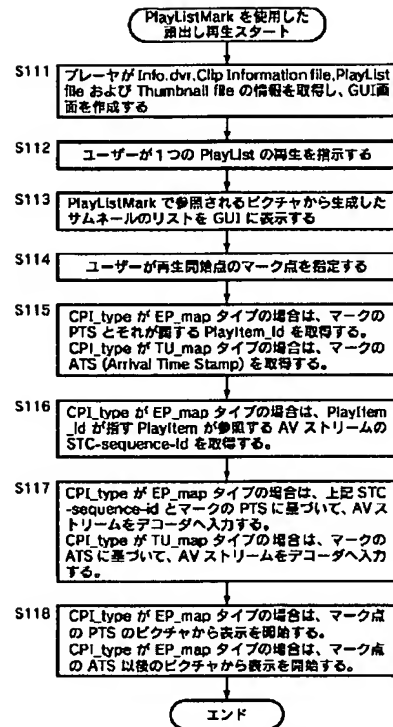 PlayListMark を使用した
頭出し再生スタート
S111
プレーヤが Info.dvr,Clip Information file,PlayList
file および Thumbnail file の情報を取得し、GUI画
面を作成する
S112
ユーザーが1つの PlayList の再生を指示する
S113
PlayListMark で参照されるピクチャから生成した
サムネールのリストを GUI に表示する
S114
ユーザーが再生開始点のマーク点を指定する
S115
CPI_type が EP_map タイプの場合は、マークの
PTS とそれが関する PlayItem_Id を取得する。
CPI_type が TU_map タイプの場合は、マークの
ATS (Arrival Time Stamp) を取得する。
S116
CPI_type が EP_map タイプの場合は、PlayItem
_Id が指す PlayItem が参照する AV ストリームの
STC-sequence-Id を取得する。
S117
CPI_type が EP_map タイプの場合は、上記 STC
-sequence-id とマークの PTS に基づいて、AVス
トリームをデコーダへ入力する。
CPI_type が TU_map タイプの場合は、マークの
ATS に基づいて、AV ストリームをデコーダへ入力
する。
S118
CPI_type が EP_map タイプの場合は、マーク点
の PTS のピクチャから表示を開始する。
CPI_type が EP_map タイプの場合は、マーク点
の ATS 以後のピクチャから表示を開始する。
エンド